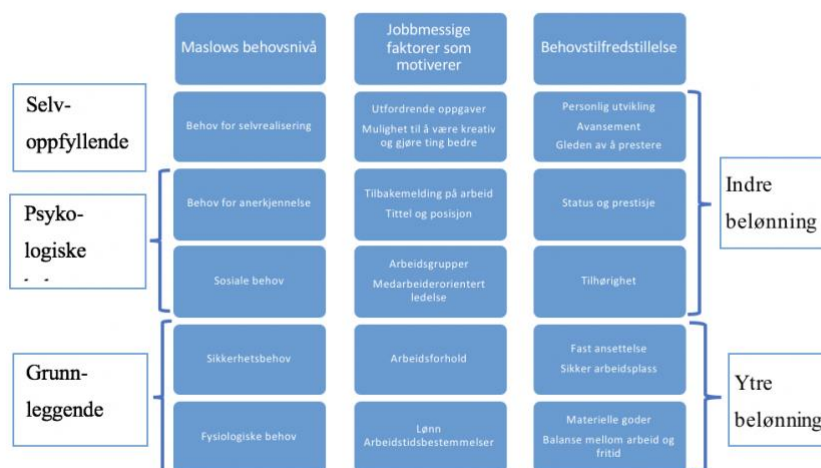 Maslows behovsnivå
Jobbmessige
faktorer som
motiverer
Behovstilfredstillelse
Selv-
oppfyllende
Behov for selvrealisering
Utfordrende oppgaver
Mulighet til å være kreativ
og gjøre ting bedre
Personlig utvikling
Avansement
Gleden av å prestere
Psyko-
logiske
Behov for anerkjennelse
Tilbakemelding på arbeid
Tittel og posisjon
Status og prestisje
Indre
belønning
Sosiale behov
Arbeidsgrupper
Medarbeiderorientert
ledelse
Tilhørighet
Grunn-
leggende
Sikkerhetsbehov
Arbeidsforhold
Fast ansettelse
Sikker arbeidsplass
Ytre
belønning
Fysiologiske behov
Lønn
Arbeidstidsbestemmelser
Materielle goder
Balanse mellom arbeid og
fritid